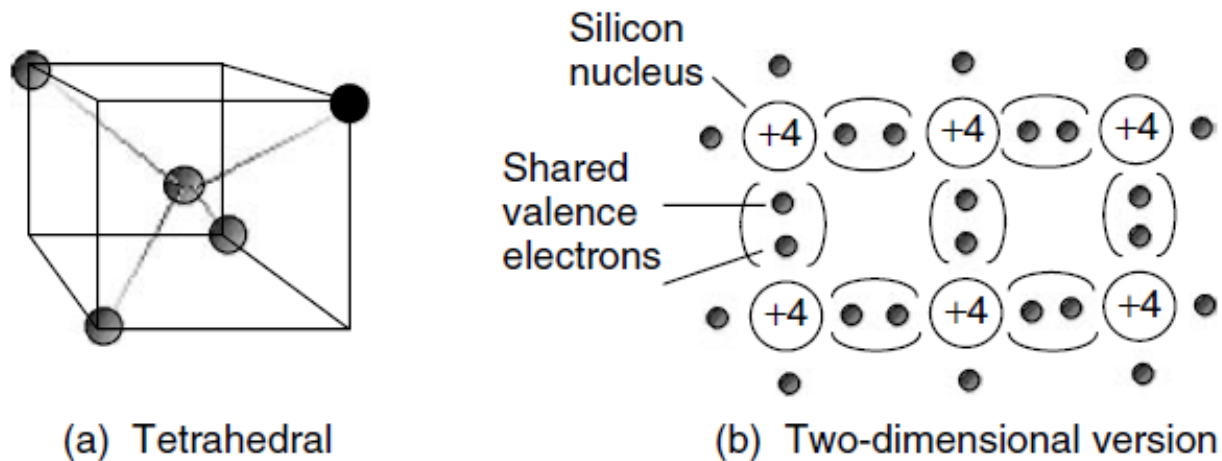 Silicon
nucleus
+4 +4 +4
Shared
valence
electrons
+4 +4 +4
(a) Tetrahedral
(b) Two-dimensional version